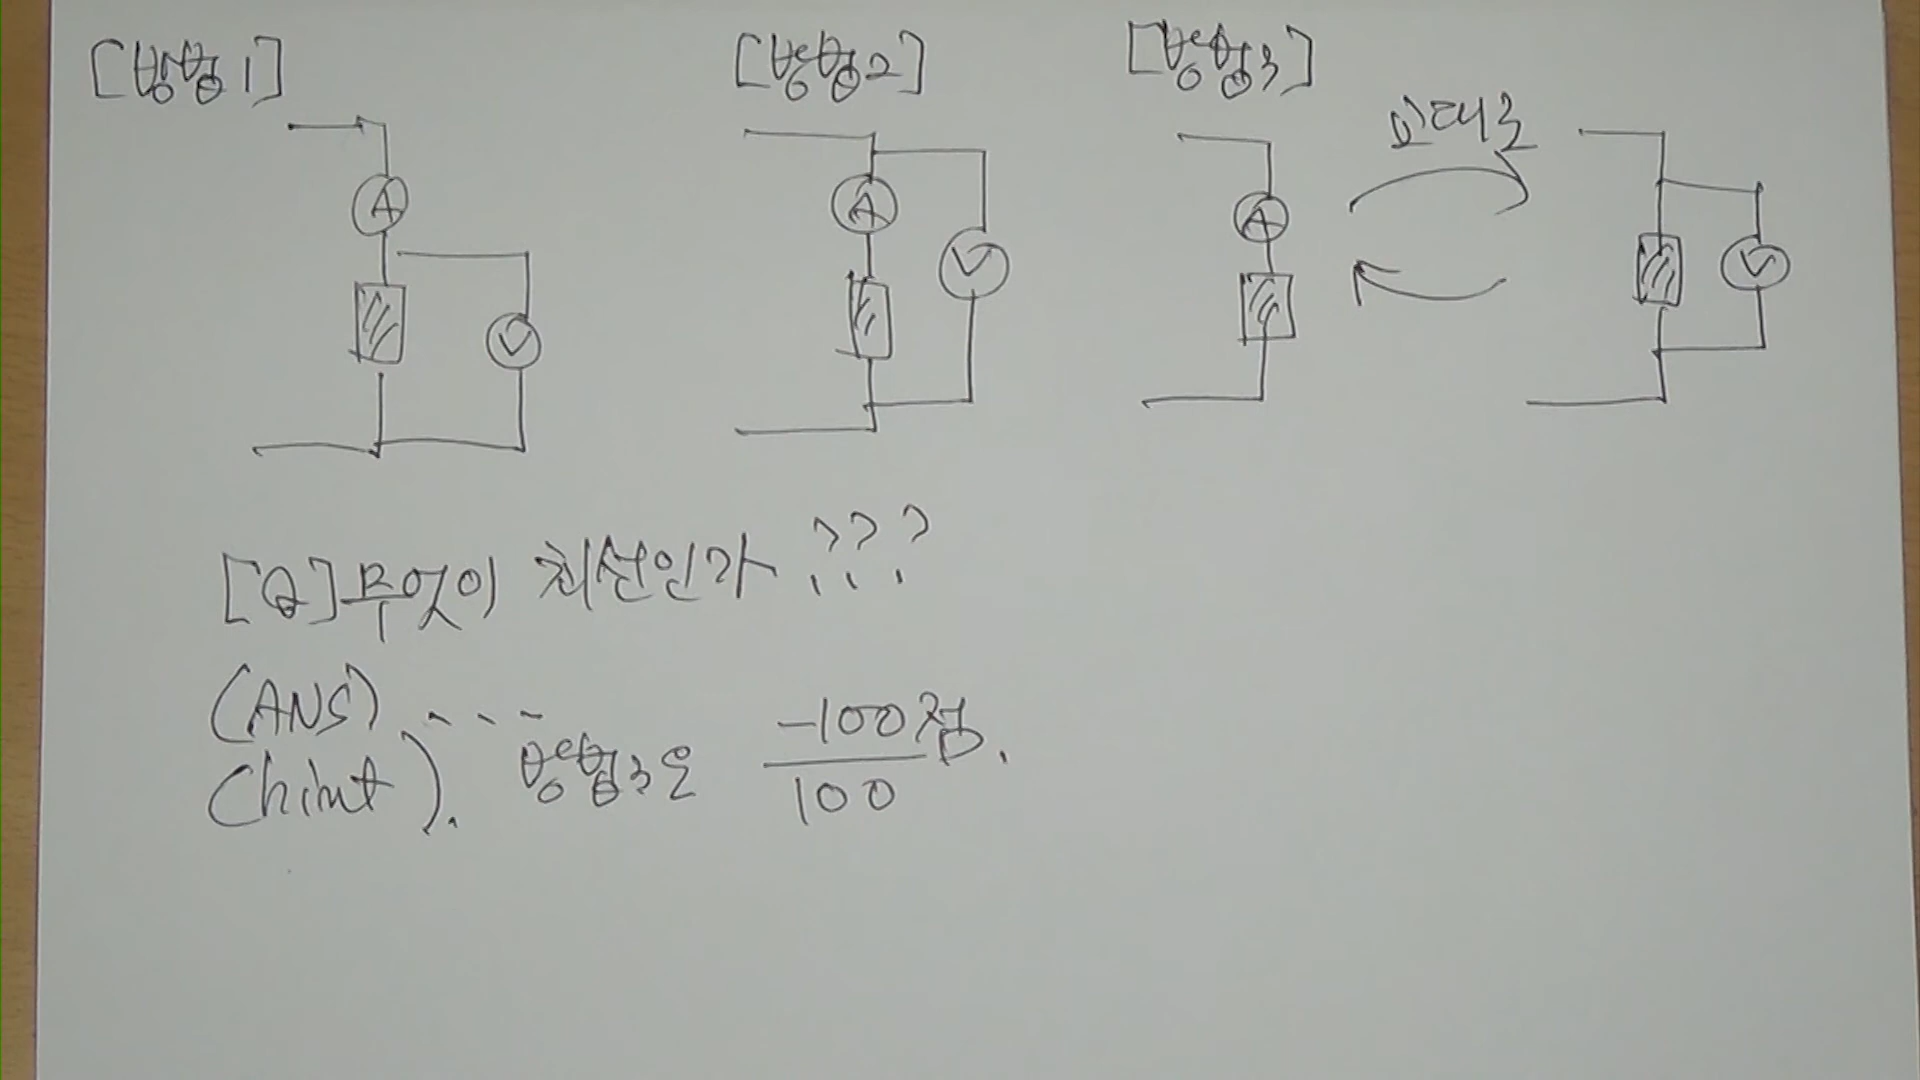 [방법1]
[방법2]
[방법3]
교대로
A
V
A
V
A
V
[Q] 무엇이 최선인가 ???
(ANS) ---
(hint). 방법3은 -100점.
100